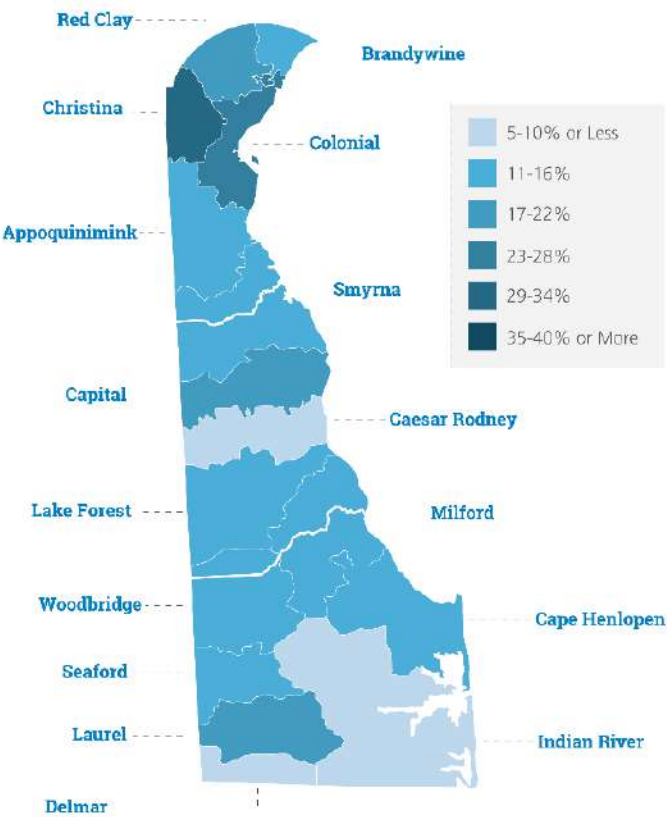 Red Clay
Brandywine
Christina
Colonial
5-10% or Less
11-16%
17-22%
23-28%
29-34%
35-40% or More
Appoquinimink
Smyrna
Capital
Caesar Rodney
Lake Forest
Milford
Woodbridge
Cape Henlopen
Seaford
Laurel
Indian River
Delmar